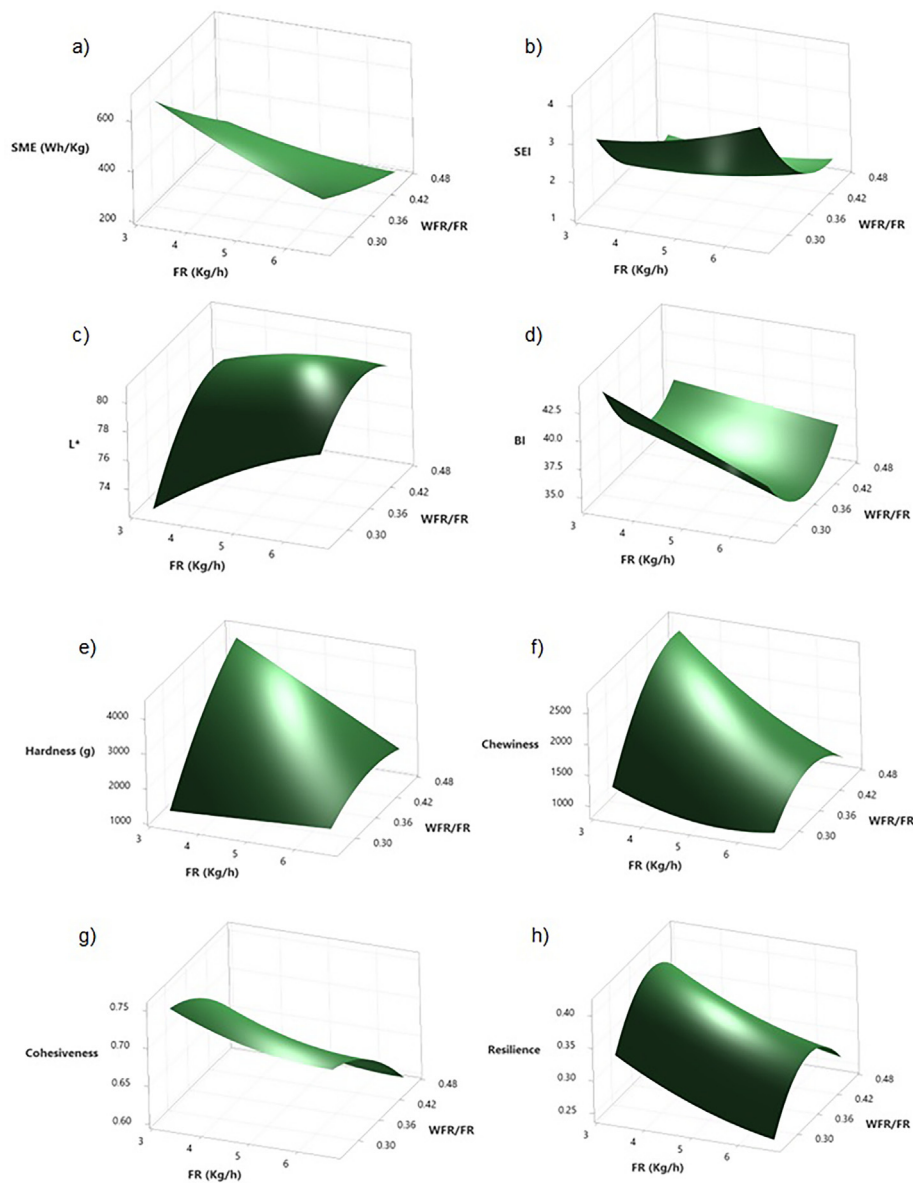 a)
600
SME (Wh/Kg)
400
200
3
4
5
6
FR (Kg/h)
0.30
0.36
0.42
0.48
WFR/FR
b)
4
3
SEI
2
1
3
4
5
6
FR (Kg/h)
0.30
0.36
0.42
0.48
WFR/FR
c)
80
78
L*
76
74
3
4
5
6
FR (Kg/h)
0.30
0.36
0.42
0.48
WFR/FR
d)
42.5
BI
40.0
37.5
35.0
3
4
5
6
FR (Kg/h)
0.30
0.36
0.42
0.48
WFR/FR
e)
4000
Hardness (g)
3000
2000
1000
3
4
5
6
FR (Kg/h)
0.30
0.36
0.42
0.48
WFR/FR
f)
2500
Chewiness
2000
1500
1000
3
4
5
6
FR (Kg/h)
0.30
0.36
0.42
0.48
WFR/FR
g)
0.75
0.70
Cohesiveness
0.65
0.60
3
4
5
6
FR (Kg/h)
0.30
0.36
0.42
0.48
WFR/FR
h)
0.40
Resilience
0.35
0.30
0.25
3
4
5
6
FR (Kg/h)
0.30
0.36
0.42
0.48
WFR/FR